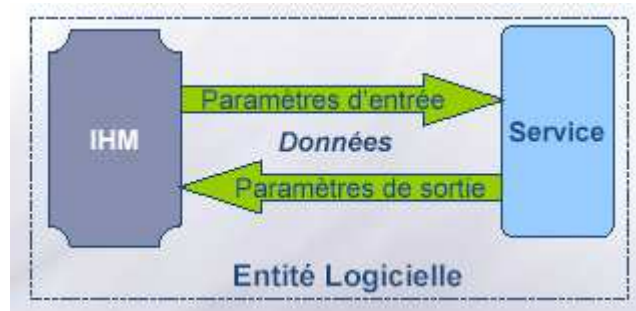 Paramètres d'entrée
IHM
Données
Service
Paramètres de sortie
Entité Logicielle